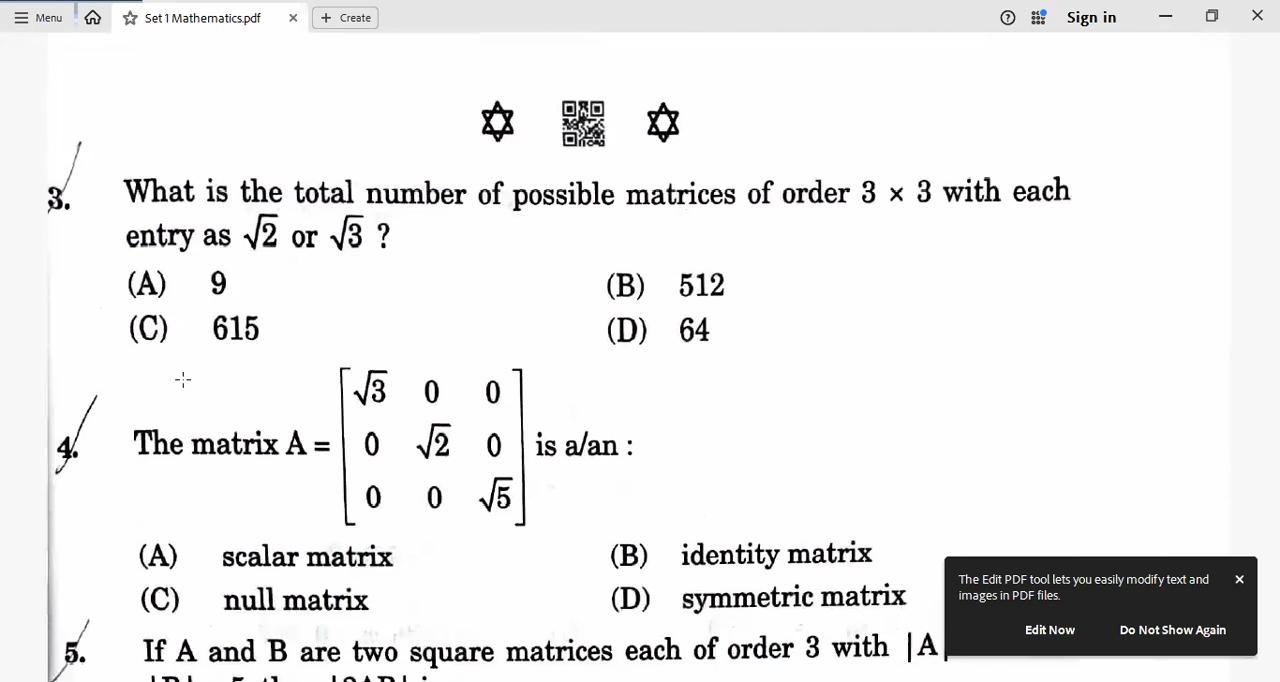 Menu Set 1 Mathematics.pdf × + Create ? Sign in
3. What is the total number of possible matrices of order 3 × 3 with each
entry as √2 or √3 ?
(A) 9 (B) 512
(C) 615 (D) 64
4. The matrix A = [√3 0 0
0 √2 0
0 0 √5] is a/an :
(A) scalar matrix (B) identity matrix
(C) null matrix (D) symmetric matrix
The Edit PDF tool lets you easily modify text and
images in PDF files.
Edit Now Do Not Show Again
5. If A and B are two square matrices each of order 3 with |A|